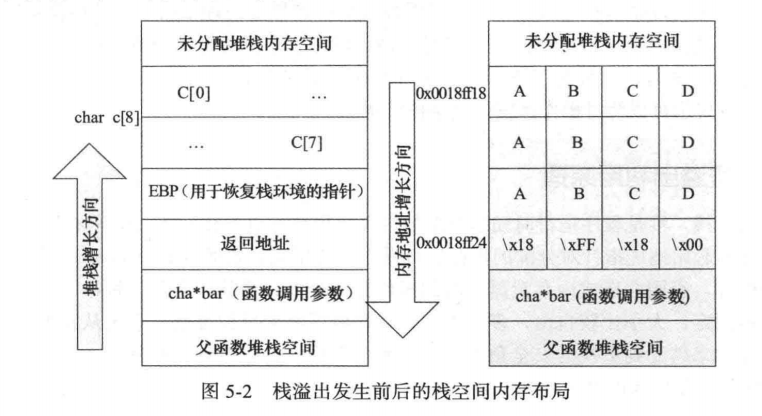 未分配堆栈内存空间
C[0] …
char c[8]
… C[7]
EBP（用于恢复栈环境的指针）
返回地址
cha*bar（函数调用参数）
父函数堆栈空间
堆栈增长方向
内存地址增长方向
未分配堆栈内存空间
0x0018ff18 A B C D
A B C D
A B C D
0x0018ff24 \x18 \xFF \x18 \x00
cha*bar (函数调用参数)
父函数堆栈空间
从
图 5-2 栈溢出发生前后的栈空间内存布局